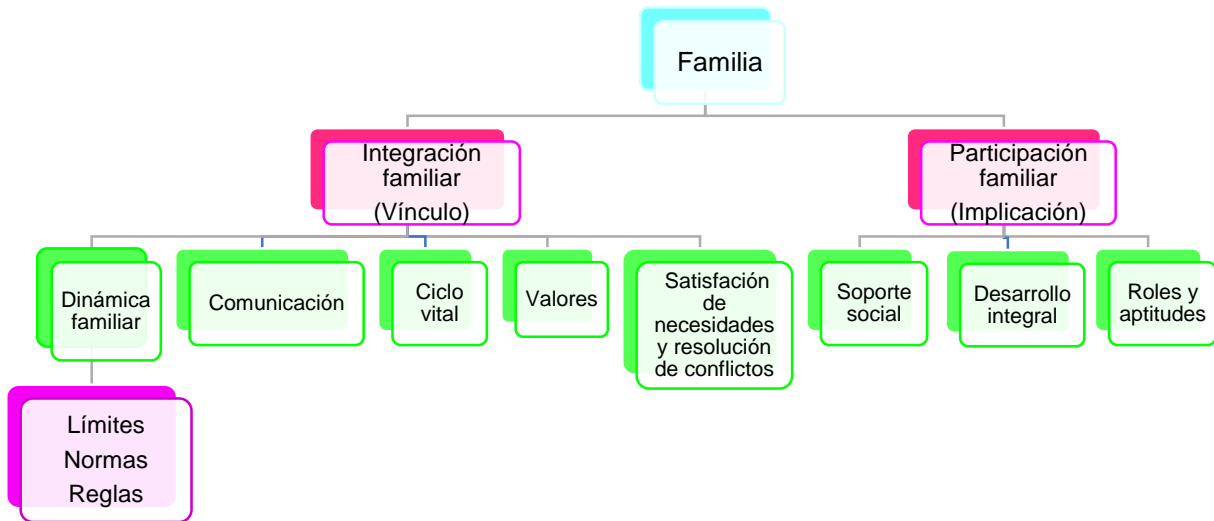 Familia
Integración
familiar
(Vínculo)
Participación
familiar
(Implicación)
Dinámica
familiar
Comunicación
Ciclo
vital
Valores
Satisfacción
de
necesidades
y resolución
de conflictos
Soporte
social
Desarrollo
integral
Roles y
aptitudes
Límites
Normas
Reglas